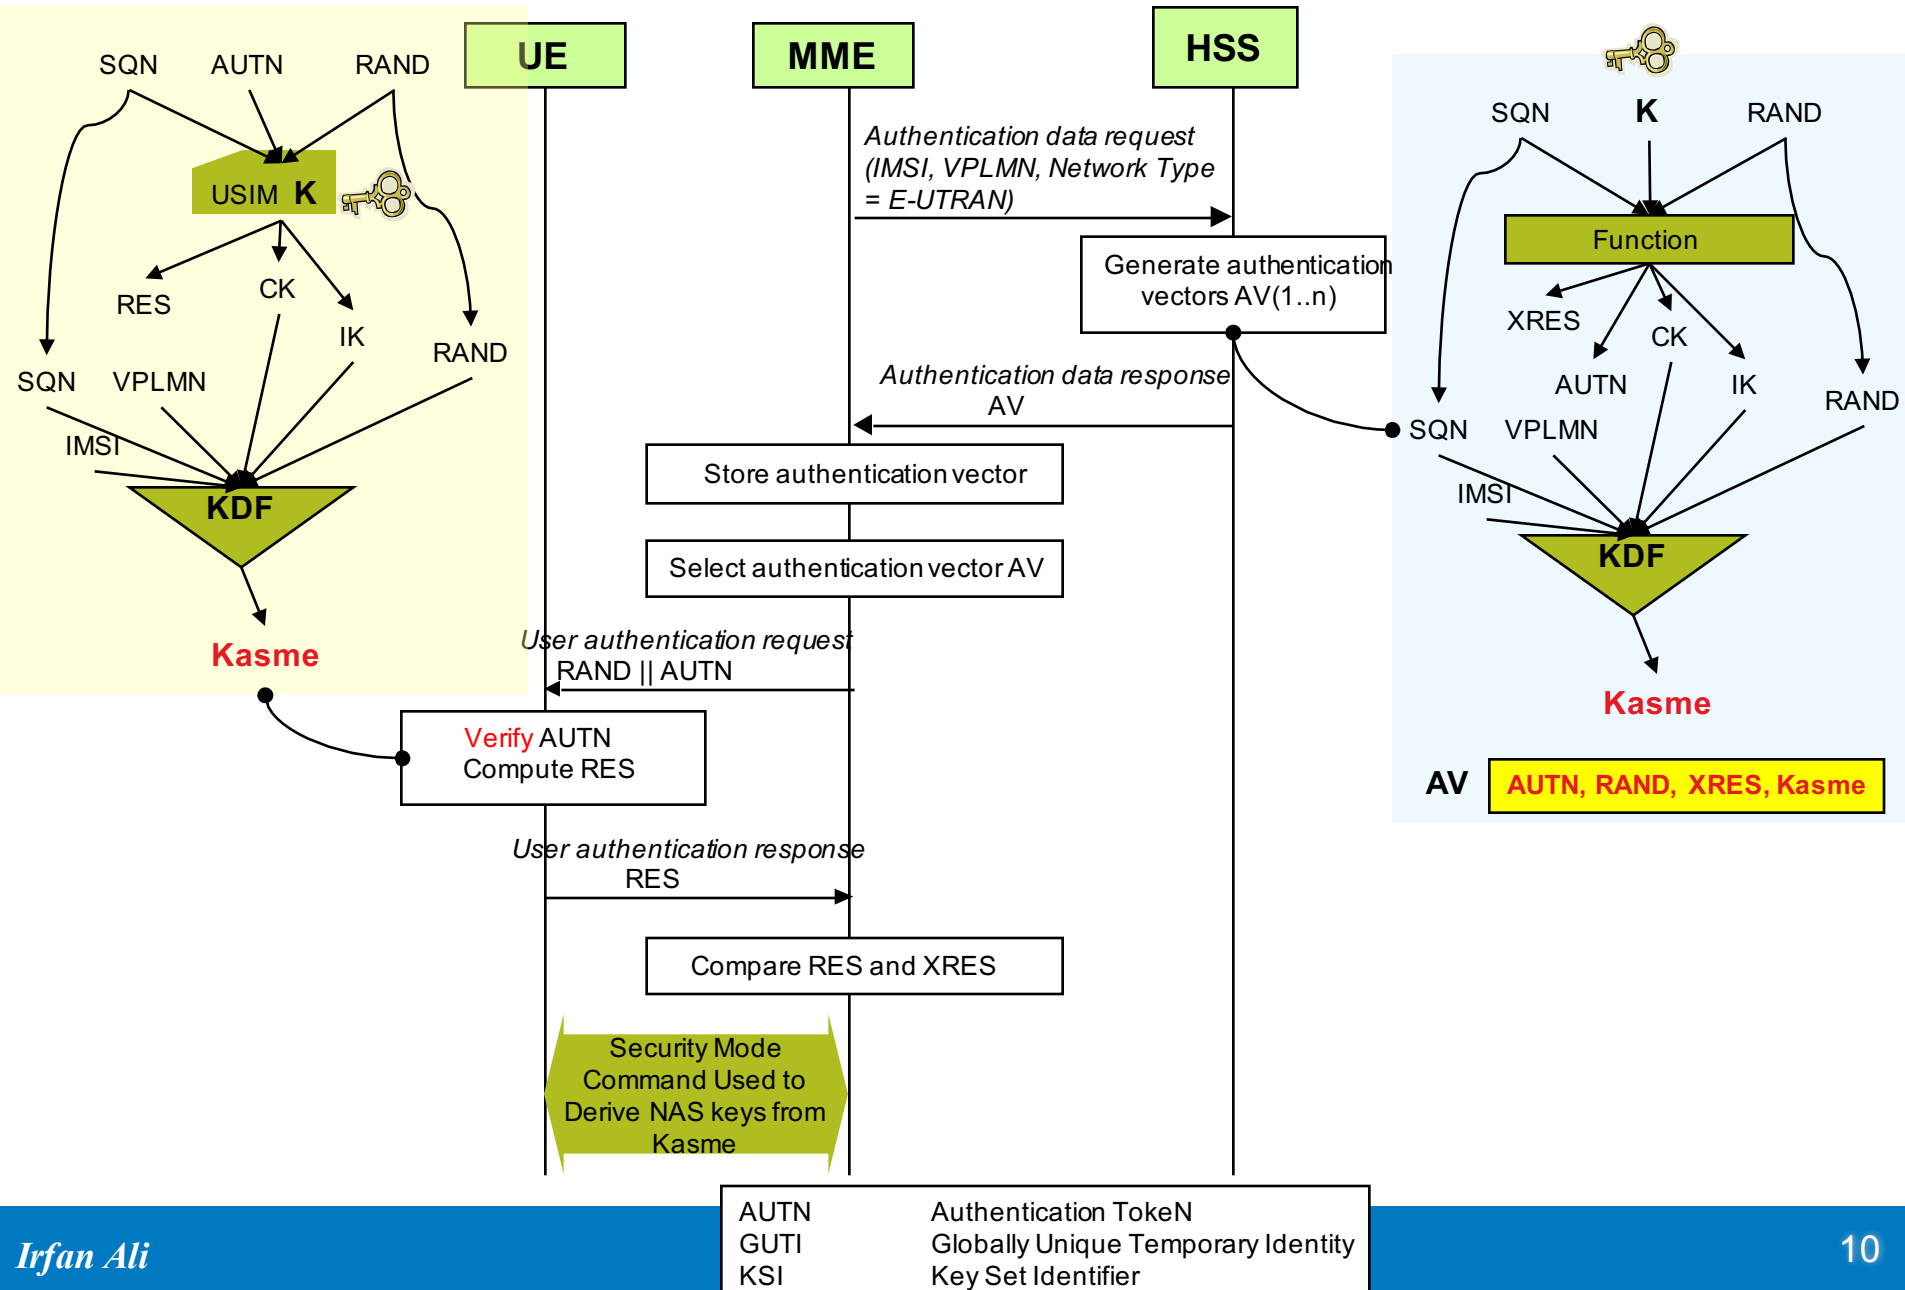 SQN AUTN RAND
USIM K
RES
CK
IK
RAND
SQN VPLMN
IMSI
KDF
Kasme
UE
MME
HSS
Authentication data request
(IMSI, VPLMN, Network Type
= E-UTRAN)
Generate authentication
vectors AV(1..n)
Authentication data response
AV
Store authentication vector
Select authentication vector AV
User authentication request
RAND || AUTN
Verify AUTN
Compute RES
User authentication response
RES
Compare RES and XRES
Security Mode
Command Used to
Derive NAS keys from
Kasme
SQN K RAND
Function
XRES
CK
AUTN
IK
RAND
SQN VPLMN
IMSI
KDF
Kasme
AV AUTN, RAND, XRES, Kasme
AUTN Authentication TokeN
GUTI Globally Unique Temporary Identity
KSI Key Set Identifier
Irfan Ali
10